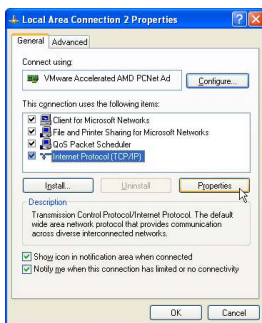 Local Area Connection 2 Properties
General Advanced
Connect using:
VMware Accelerated AMD PCNet Ad Configure...
This connection uses the following items:
Client for Microsoft Networks
File and Printer Sharing for Microsoft Networks
QoS Packet Scheduler
Internet Protocol (TCP/IP)
Install... Uninstall Properties
Description
Transmission Control Protocol/Internet Protocol. The default
wide area network protocol that provides communication
across diverse interconnected networks.
Show icon in notification area when connected
Notify me when this connection has limited or no connectivity
OK Cancel